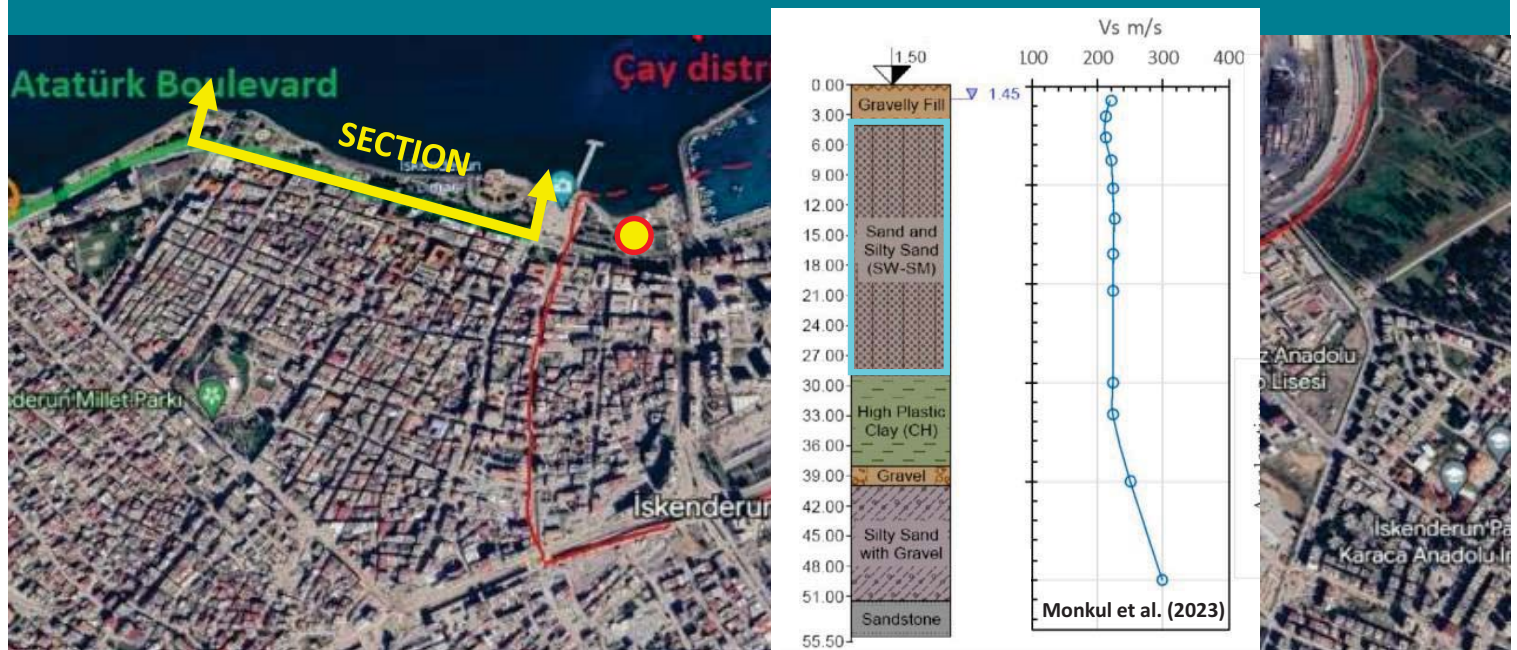 Atatürk Boulevard
Çay distr
SECTION
İskenderun
derun Millet Parkı
İskenderur
1.50
1.45
0.00
3.00
6.00
9.00
12.00
15.00
18.00
21.00
24.00
27.00
30.00
33.00
36.00
39.00
42.00
45.00
48.00
51.00
55.50
Gravelly Fill
Sand and
Silty Sand
(SW-SM)
High Plastic
Clay (CH)
Gravel
Silty Sand
with Gravel
Sandstone
Vs m/s
100 200 300 400
Monkul et al. (2023)
z Anadolu
Lisesi
İskenderun Pa
Karaca Anadolu İ